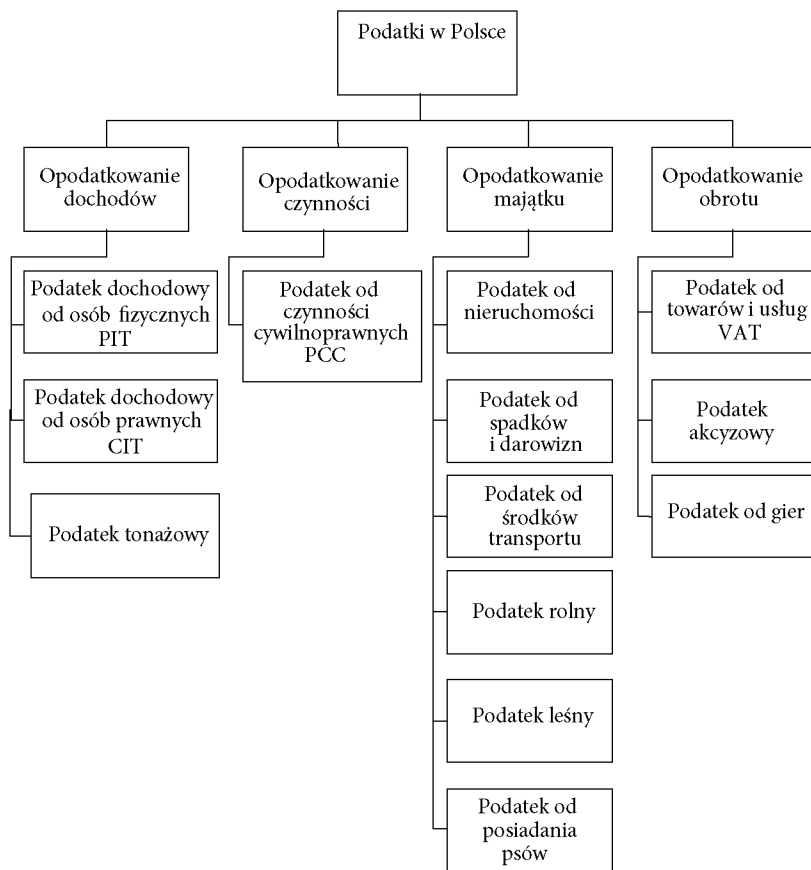 Podatki w Polsce
Opodatkowanie
dochodów
Opodatkowanie
czynności
Opodatkowanie
majątku
Opodatkowanie
obrotu
Podatek dochodowy
od osób fizycznych
PIT
Podatek dochodowy
od osób prawnych
CIT
Podatek tonażowy
Podatek od
czynności
cywilnoprawnych
PCC
Podatek od
nieruchomości
Podatek od
spadków
i darowizn
Podatek od
środków
transportu
Podatek rolny
Podatek leśny
Podatek od
posiadania
psów
Podatek od
towarów i usług
VAT
Podatek
akcyzowy
Podatek od gier